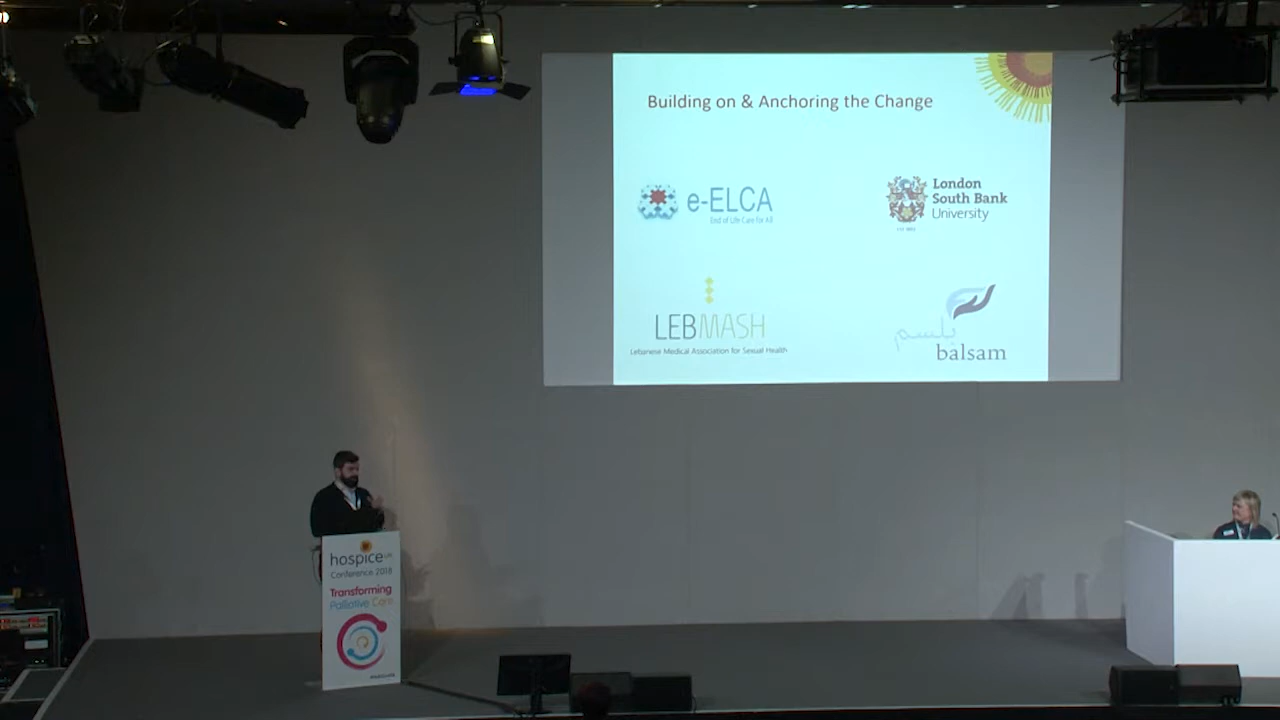 Building on & Anchoring the Change
e-ELCA
End of Life Care for All
London
South Bank
University
LEBMASH
Lebanese Medical Association for Sexual Health
بلسم
balsam
hospice UK
Conference 2018
Transforming
Palliative Care